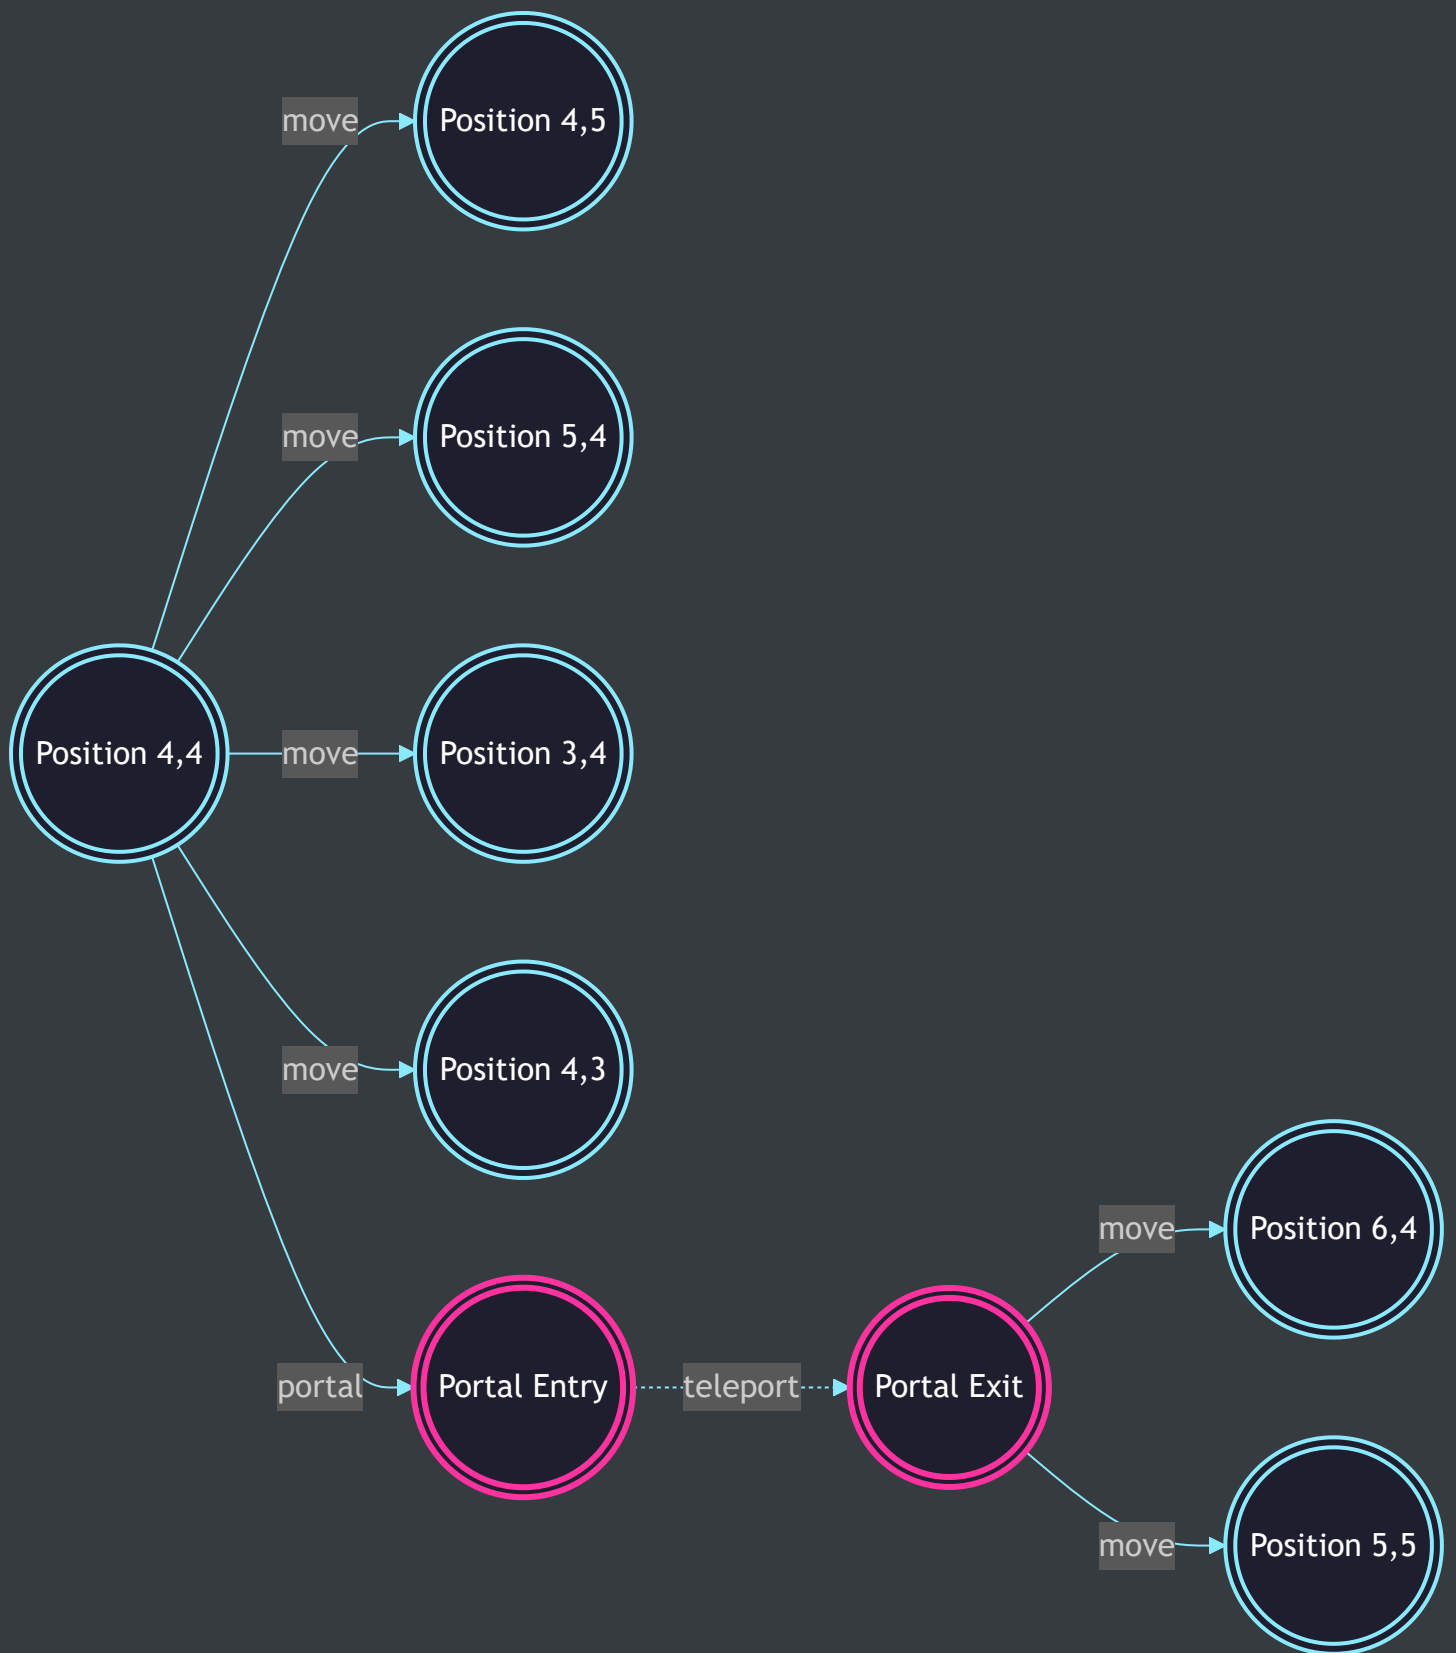 move
Position 4,5
move
Position 5,4
Position 4,4
move
Position 3,4
move
Position 4,3
move
Position 6,4
portal
Portal Entry
teleport
Portal Exit
move
Position 5,5